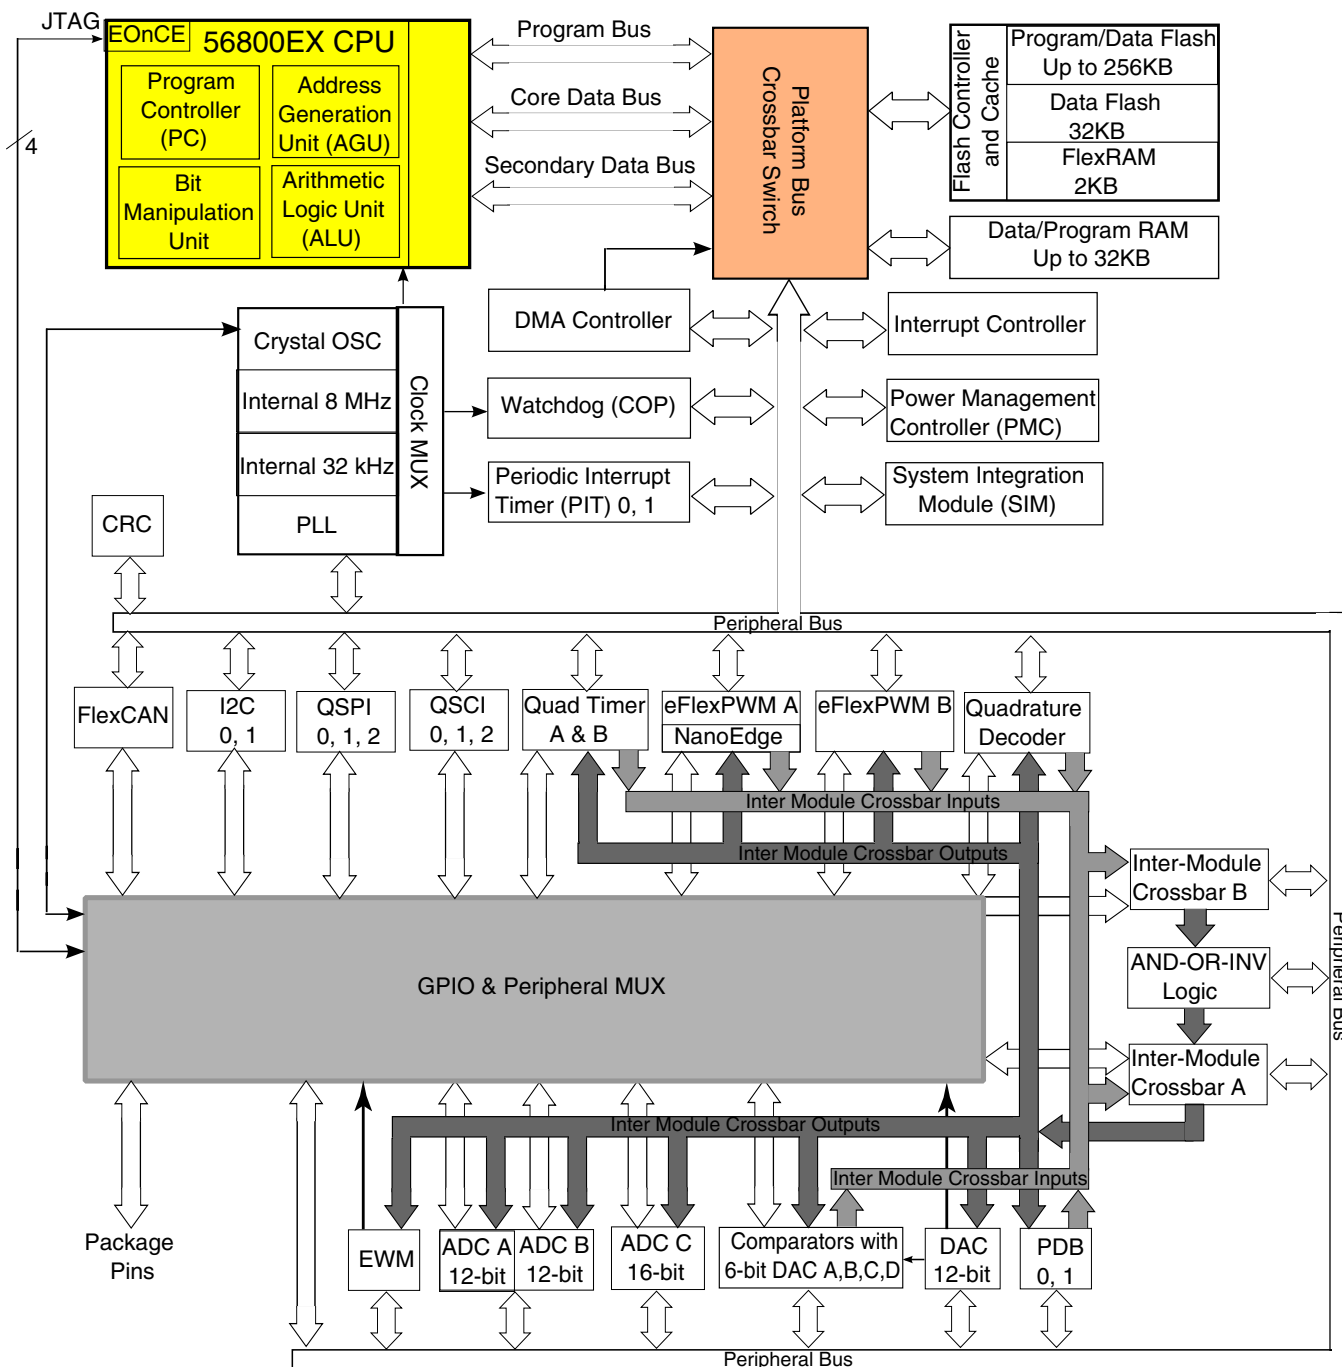 JTAG
EOnCE
56800EX CPU
Program
Controller
(PC)
Address
Generation
Unit (AGU)
Bit
Manipulation
Unit
Arithmetic
Logic Unit
(ALU)
4
Program Bus
Core Data Bus
Secondary Data Bus
Platform Bus
Crossbar Swirch
Flash Controller
and Cache
Program/Data Flash
Up to 256KB
Data Flash
32KB
FlexRAM
2KB
Data/Program RAM
Up to 32KB
Crystal OSC
Internal 8 MHz
Internal 32 kHz
PLL
Clock MUX
DMA Controller
Watchdog (COP)
Periodic Interrupt
Timer (PIT) 0, 1
Interrupt Controller
Power Management
Controller (PMC)
System Integration
Module (SIM)
CRC
Peripheral Bus
FlexCAN
I2C
0, 1
QSPI
0, 1, 2
QSCI
0, 1, 2
Quad Timer
A & B
eFlexPWM A
NanoEdge
eFlexPWM B
Quadrature
Decoder
Inter Module Crossbar Inputs
Inter Module Crossbar Outputs
Inter-Module
Crossbar B
AND-OR-INV
Logic
Inter-Module
Crossbar A
Peripheral Bus
GPIO & Peripheral MUX
Inter Module Crossbar Outputs
Inter Module Crossbar Inputs
Package
Pins
EWM
ADC A
12-bit
ADC B
12-bit
ADC C
16-bit
Comparators with
6-bit DAC A,B,C,D
DAC
12-bit
PDB
0, 1
Peripheral Bus